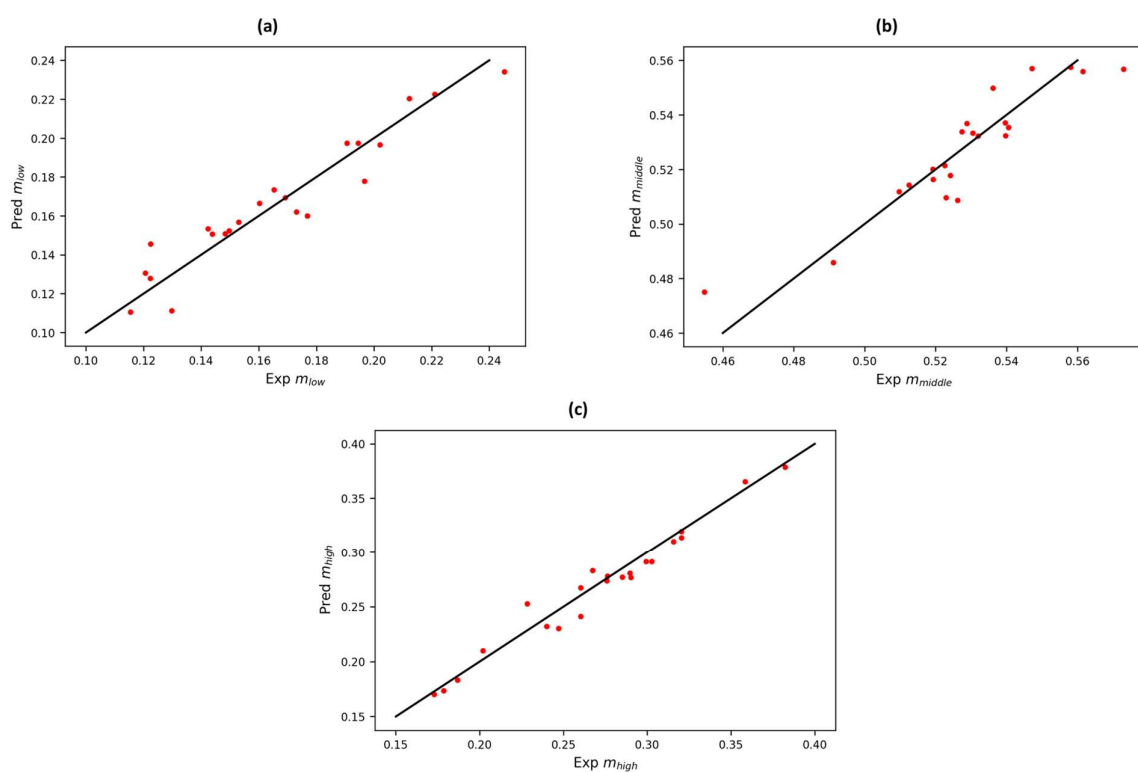 (a)
0.24
0.22
0.20
0.18
0.16
0.14
0.12
0.10
Pred m_low
0.10 0.12 0.14 0.16 0.18 0.20 0.22 0.24
Exp m_low
(b)
0.56
0.54
0.52
0.50
0.48
0.46
Pred m_middle
0.46 0.48 0.50 0.52 0.54 0.56
Exp m_middle
(c)
0.40
0.35
0.30
0.25
0.20
0.15
Pred m_high
0.15 0.20 0.25 0.30 0.35 0.40
Exp m_high